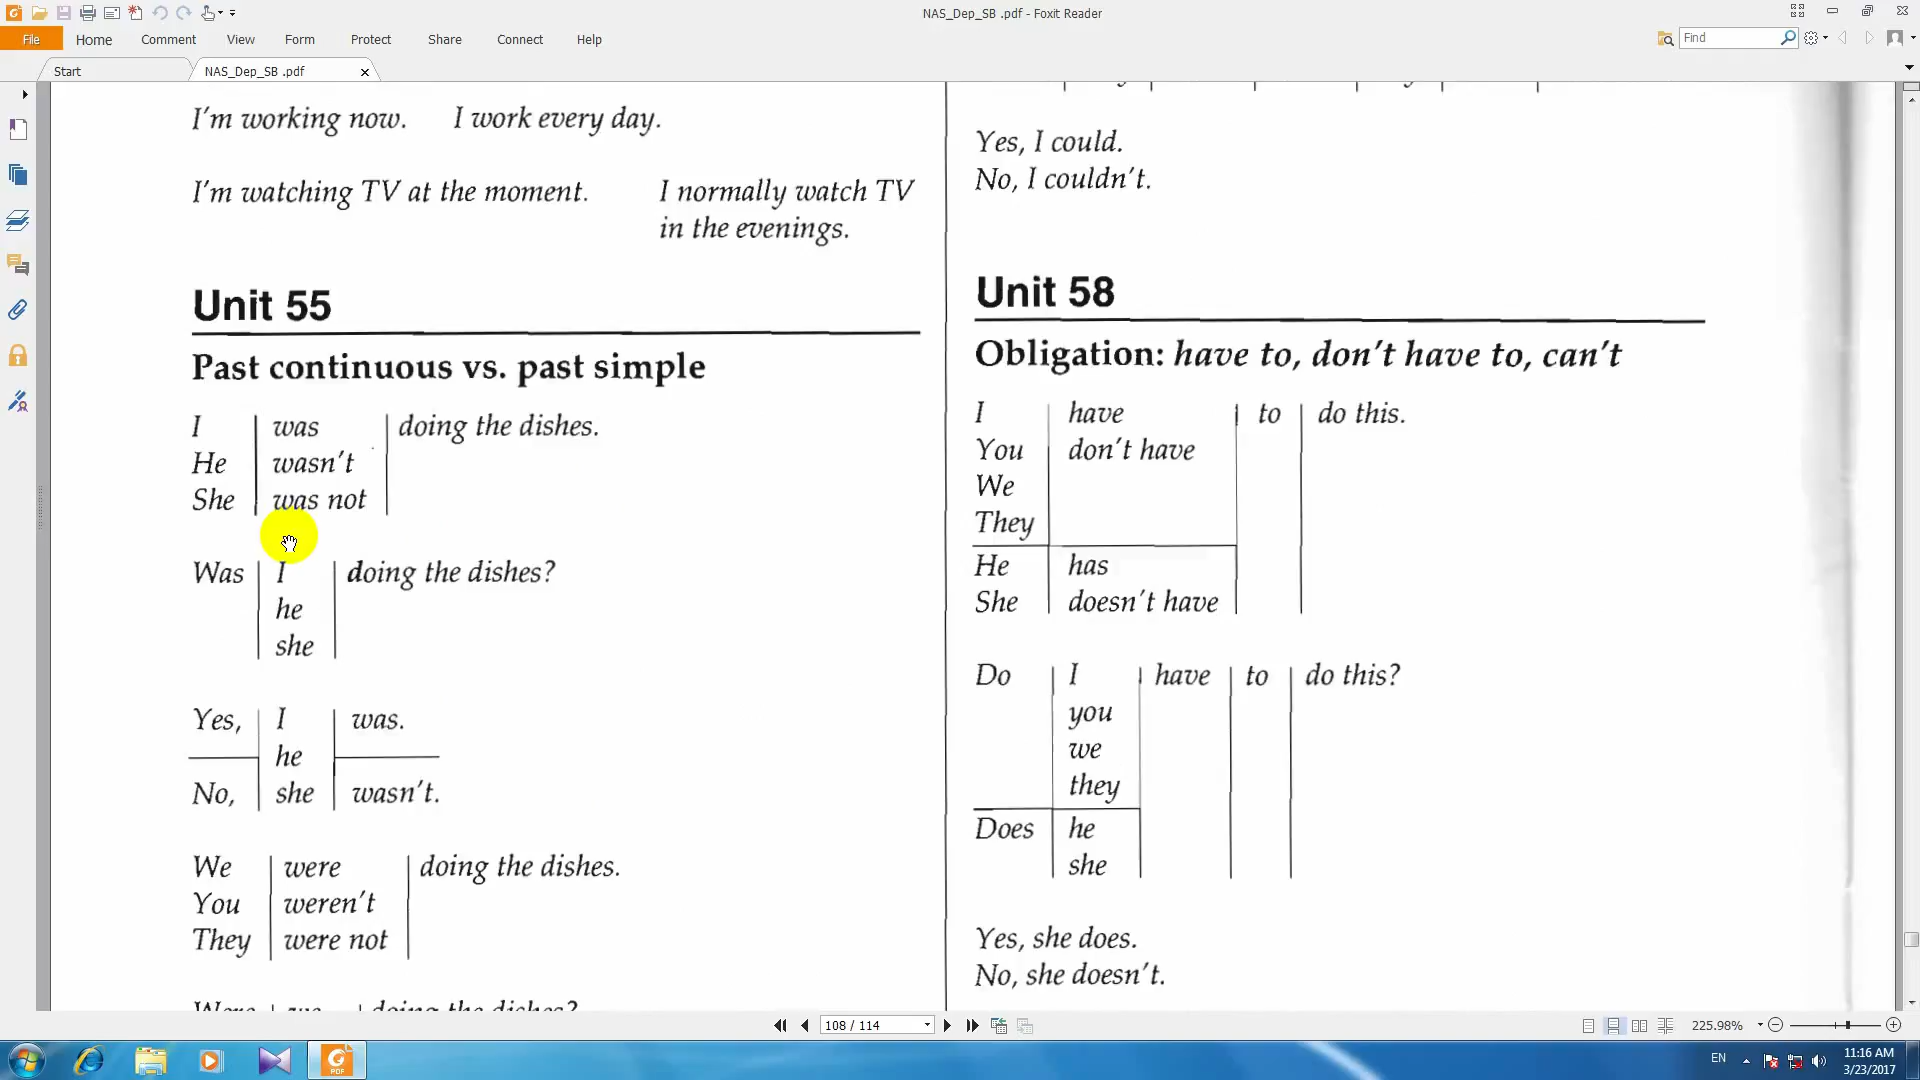 NAS_Dep_SB .pdf - Foxit Reader
File Home Comment View Form Protect Share Connect Help
Find
Start NAS_Dep_SB .pdf
I'm working now. I work every day.
I'm watching TV at the moment. I normally watch TV
in the evenings.
Unit 55
Past continuous vs. past simple
I was doing the dishes.
He wasn't
She was not
Was I doing the dishes?
he
she
Yes, I was.
he
No, she wasn't.
We were doing the dishes.
You weren't
They were not
Were we doing the dishes?
Yes, I could.
No, I couldn't.
Unit 58
Obligation: have to, don't have to, can't
I have to do this.
You don't have
We
They
He has
She doesn't have
Do I have to do this?
you
we
they
Does he
she
Yes, she does.
No, she doesn't.
108 / 114
225.98%
EN
11:16 AM
3/23/2017
PDF